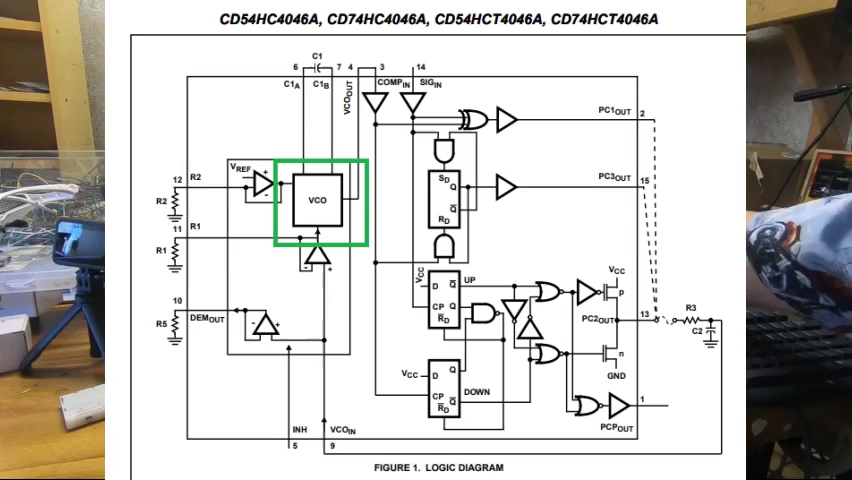 CD54HC4046A, CD74HC4046A, CD54HCT4046A, CD74HCT4046A
C1
6 7 4 3 14
C1A C1B VCOOUT COMPIN SIGIN
PC1OUT 2
VREF
12 R2
SD
Q
PC3OUT 15
VCO
R2
Q
11 R1
RD
R1
VCC
D Q UP
VCC
p
CP Q
RD
10
DEMOUT
PC2OUT 13
R3
R5
C2
n
VCC D Q
GND
CP Q DOWN
RD
1
PCPOUT
INH VCOIN
5 9
FIGURE 1. LOGIC DIAGRAM